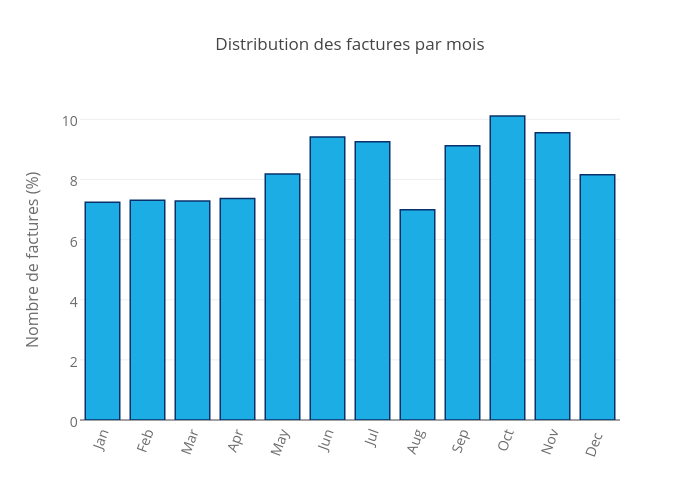 Distribution des factures par mois
Nombre de factures (%)
10
8
6
4
2
0
Jan
Feb
Mar
Apr
May
Jun
Jul
Aug
Sep
Oct
Nov
Dec